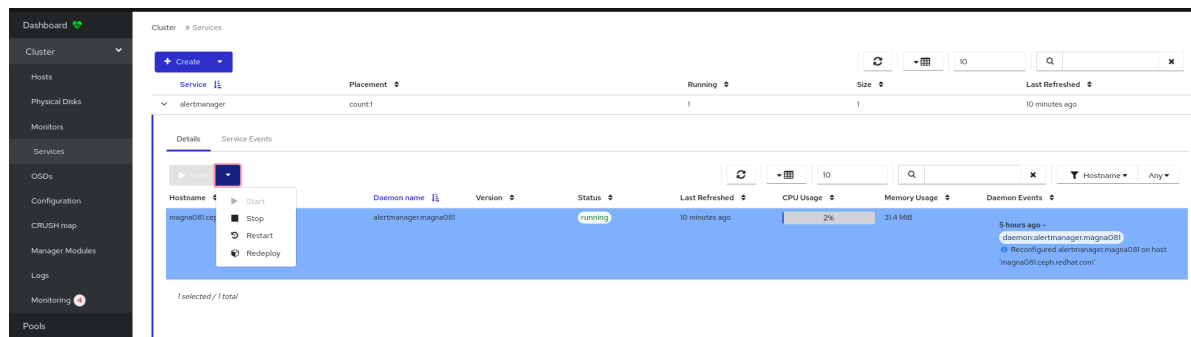 Dashboard
Cluster
Hosts
Physical Disks
Monitors
Services
OSDs
Configuration
CRUSH map
Manager Modules
Logs
Monitoring 4
Pools
Cluster » Services
+ Create
10
Service Placement Running Size Last Refreshed
alertmanager count:1 1 1 10 minutes ago
Details Service Events
Start
10
Hostname Any
Hostname Daemon name Version Status Last Refreshed CPU Usage Memory Usage Daemon Events
Start
Stop
Restart
Redeploy
magna081.cep alertmanager.magna081 running 10 minutes ago 2% 31.4 MiB
5 hours ago -
daemon:alertmanager.magna081
Reconfigured alertmanager.magna081 on host
'magna081.ceph.redhat.com'
1 selected / 1 total